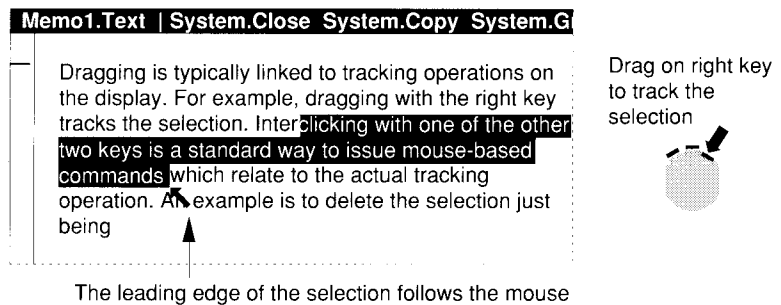 Memo1.Text | System.Close System.Copy System.G
Dragging is typically linked to tracking operations on
the display. For example, dragging with the right key
tracks the selection. Interclicking with one of the other
two keys is a standard way to issue mouse-based
commands which relate to the actual tracking
operation. An example is to delete the selection just
being
Drag on right key
to track the
selection
The leading edge of the selection follows the mouse